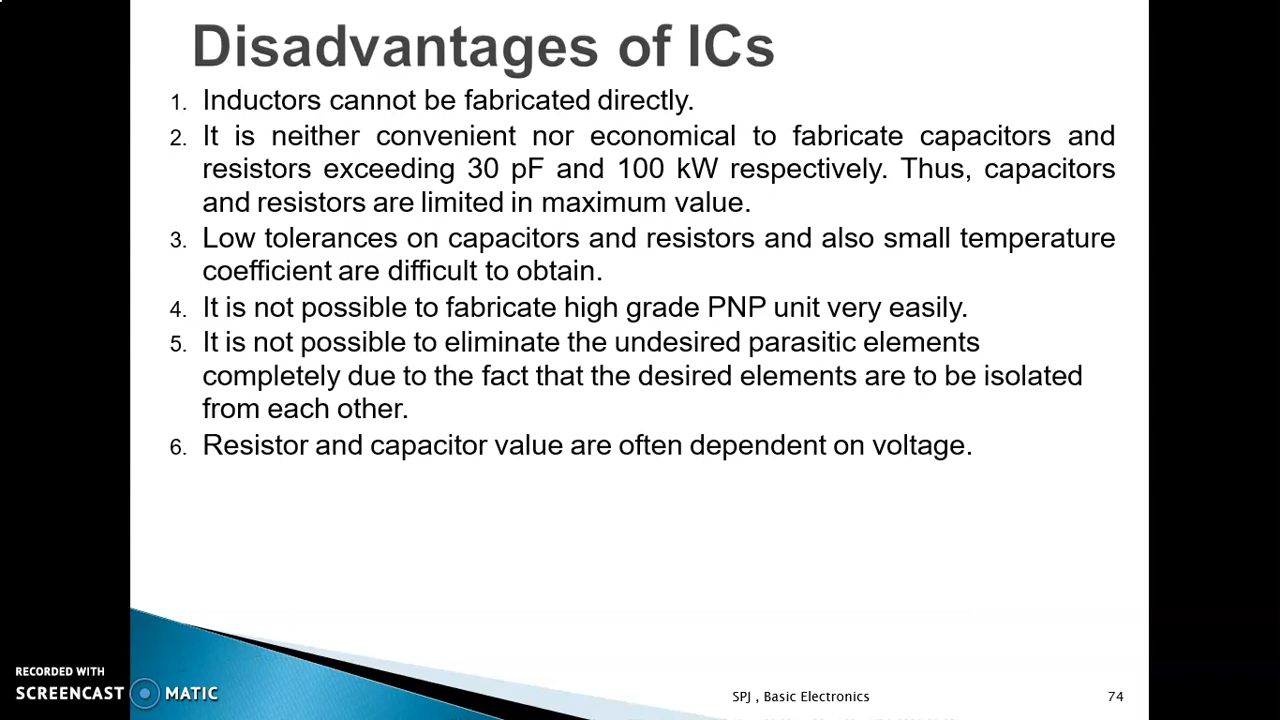 Disadvantages of ICs
1. Inductors cannot be fabricated directly.
2. It is neither convenient nor economical to fabricate capacitors and
resistors exceeding 30 pF and 100 kW respectively. Thus, capacitors
and resistors are limited in maximum value.
3. Low tolerances on capacitors and resistors and also small temperature
coefficient are difficult to obtain.
4. It is not possible to fabricate high grade PNP unit very easily.
5. It is not possible to eliminate the undesired parasitic elements
completely due to the fact that the desired elements are to be isolated
from each other.
6. Resistor and capacitor value are often dependent on voltage.
RECORDED WITH
SCREENCAST MATIC
SPJ , Basic Electronics
74